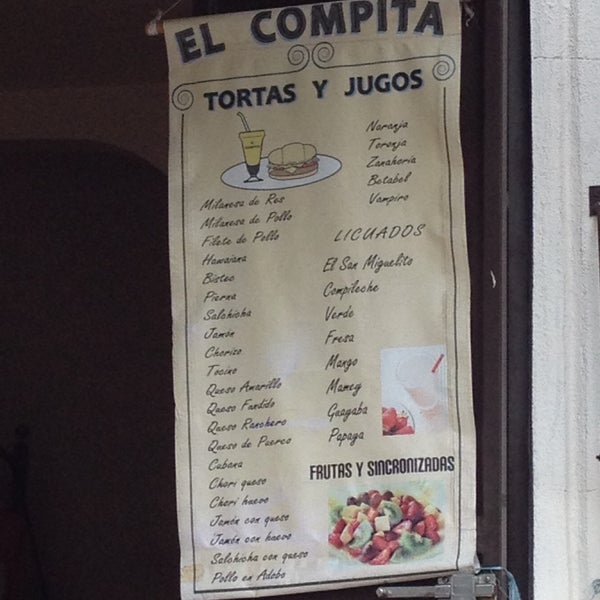 EL COMPITA
TORTAS Y JUGOS
Naranja
Toronja
Zanahoria
Betabel
Vampiro
Milanesa de Res
Milanesa de Pollo
Filete de Pollo
Hawaiana
Bistec
Pierna
Salchicha
Jamón
Choriso
Tocino
Queso Amarillo
Queso Fundido
Queso Ranchero
Queso de Puerco
Cubana
Chori queso
Chori huevo
Jamón con queso
Jamón con huevo
Salchicha con queso
Pollo en Adobo
LICUADOS
El San Miguelito
Compileche
Verde
Fresa
Mango
Mamey
Guayaba
Papaya
FRUTAS Y SINCRONIZADAS